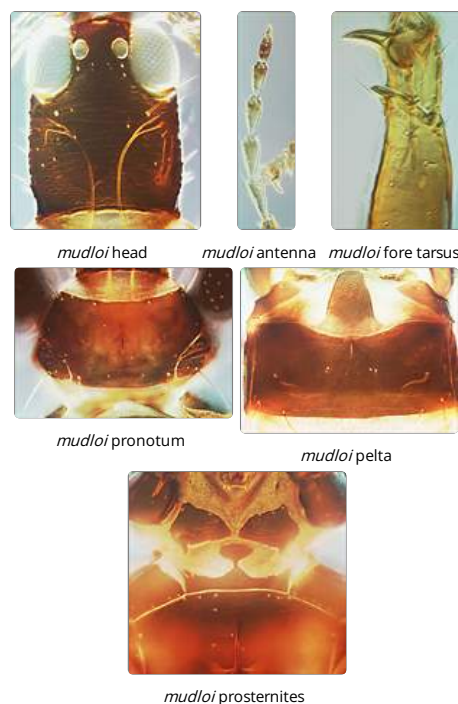 mudloi head
mudloi antenna
mudloi fore tarsus
mudloi pronotum
mudloi pelta
mudloi prosternites